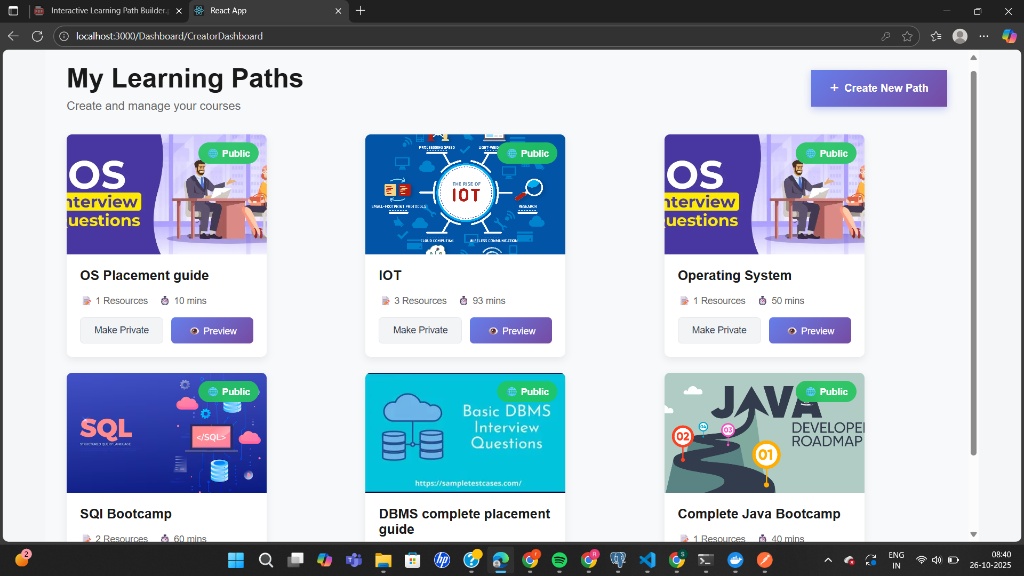 Interactive Learning Path Builder.
React App
localhost:3000/Dashboard/CreatorDashboard
My Learning Paths
Create and manage your courses
+ Create New Path
Public
OS
nterview
uestions
OS Placement guide
1 Resources 10 mins
Make Private Preview
Public
THE RISE OF
IOT
RESEARCH
IOT
3 Resources 93 mins
Make Private Preview
Public
OS
nterview
uestions
Operating System
1 Resources 50 mins
Make Private Preview
Public
SQL
</SQL>
SQl Bootcamp
2 Resources 60 mins
Public
Basic DBMS
Interview
Questions
https://sampletestcases.com/
DBMS complete placement
guide
Public
JAVA
DEVELOPE
ROADMAP
02
03
01
Complete Java Bootcamp
1 Resources 40 mins
2
ENG
IN
08:40
26-10-2025